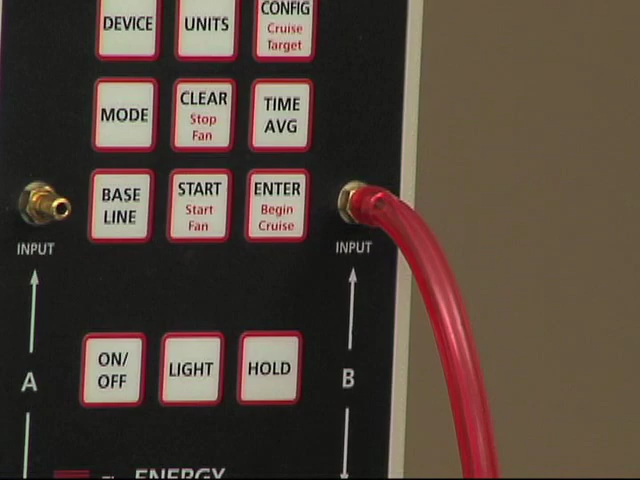 DEVICE
UNITS
CONFIG
Cruise
Target
MODE
CLEAR
Stop
Fan
TIME
AVG
BASE
LINE
START
Start
Fan
ENTER
Begin
Cruise
INPUT
INPUT
ON/
OFF
LIGHT
HOLD
A
B
ENERGY